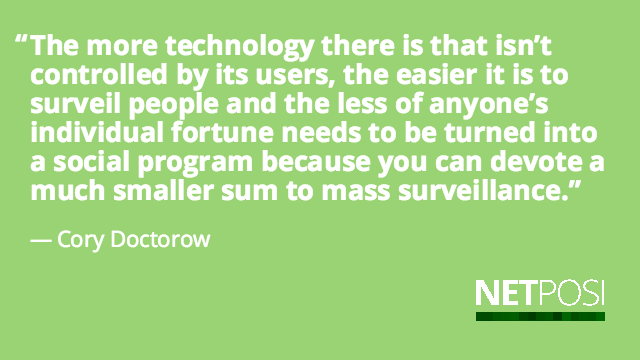 “The more technology there is that isn’t
controlled by its users, the easier it is to
surveil people and the less of anyone’s
individual fortune needs to be turned into
a social program because you can devote a
much smaller sum to mass surveillance.”
— Cory Doctorow
NETPOSI